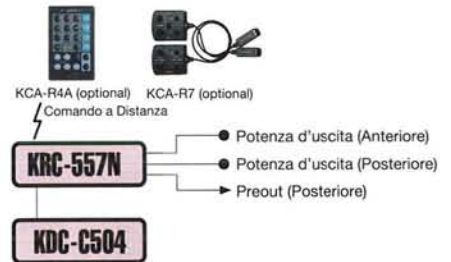 KCA-R4A (optional) KCA-R7 (optional)
Comando a Distanza
KRC-557N
Potenza d'uscita (Anteriore)
Potenza d'uscita (Posteriore)
Preout (Posteriore)
KDC-C504